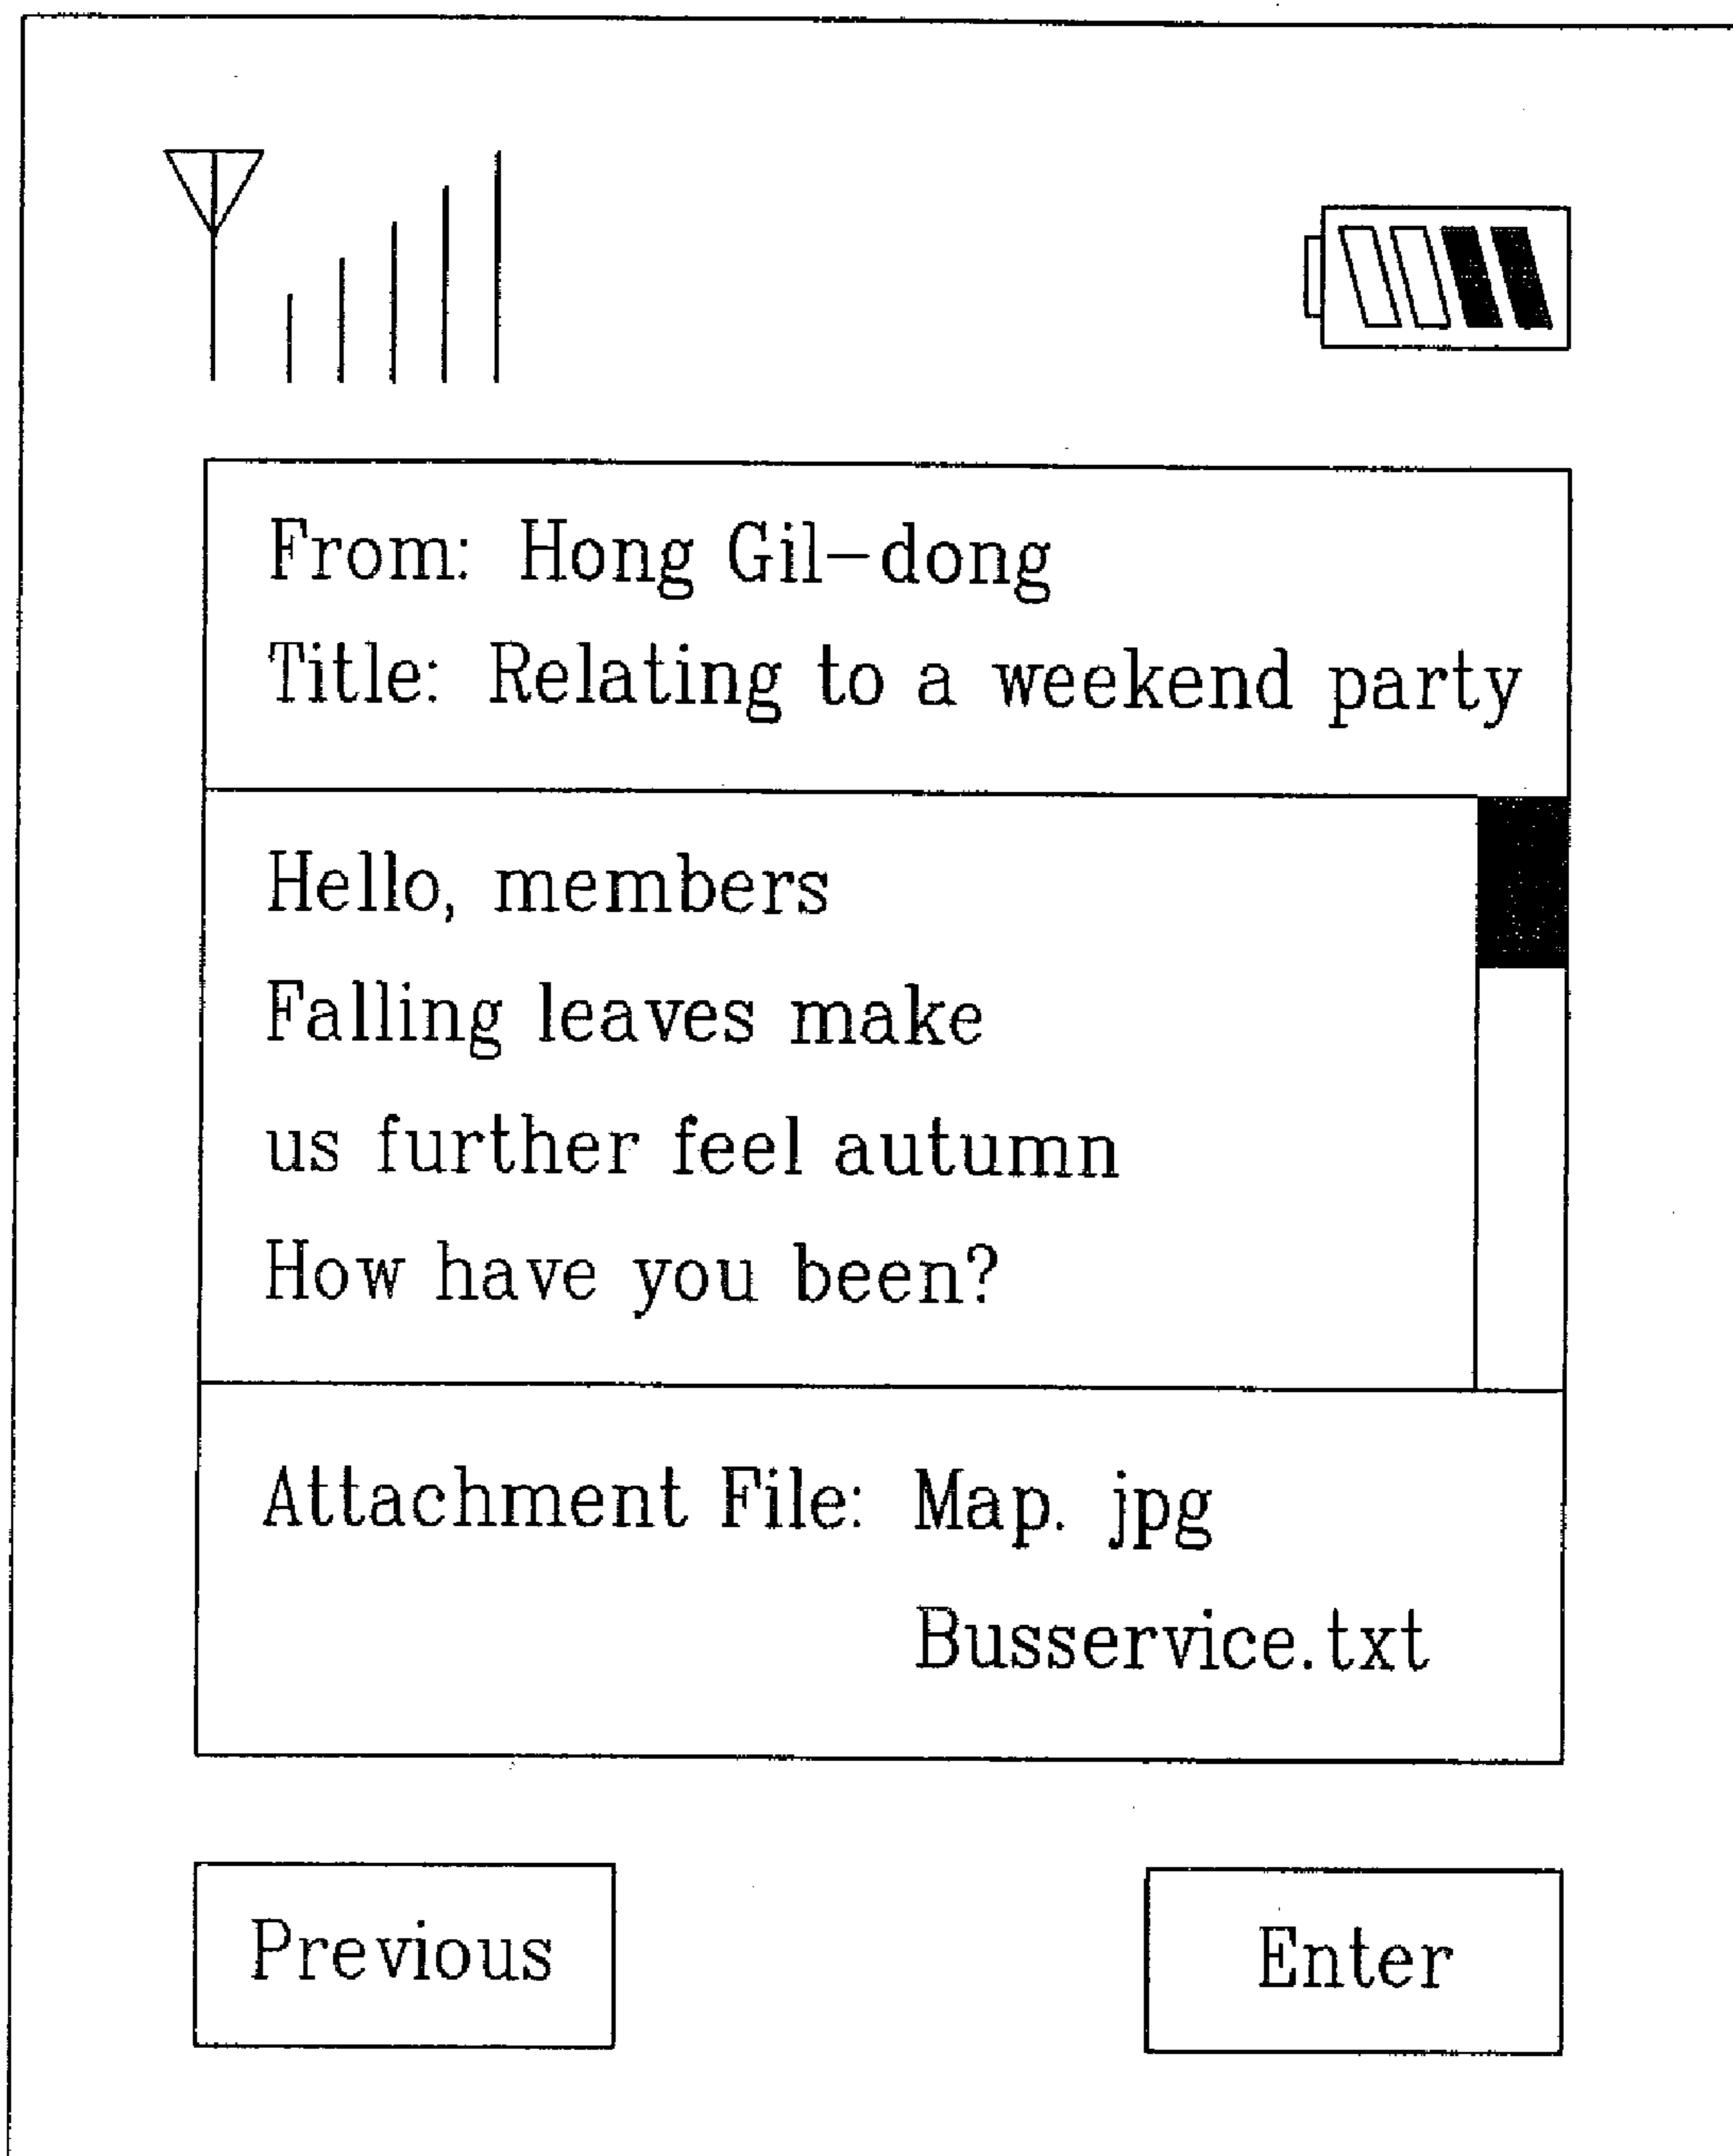 From: Hong Gil-dong
Title: Relating to a weekend party
Hello, members
Falling leaves make
us further feel autumn
How have you been?
Attachment File: Map. jpg
Busservice.txt
Previous
Enter